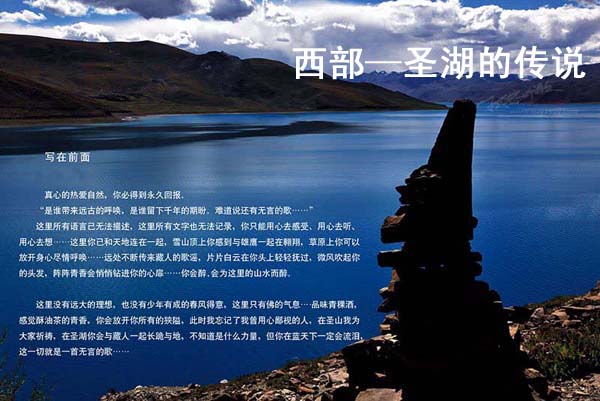 西部—圣湖的传说
写在前面
真心的热爱自然，你必得到永久回报。
“是谁带来远古的呼唤，是谁留下千年的期盼，难道说还有无言的歌……”
这里所有语言已无法描述，这里所有文字也无法记录，你只能用心去感受、用心去听、
用心去想……这里你已和天地连在一起，雪山顶上你感到与雄鹰一起在翱翔，草原上你可以
放开身心尽情呼唤……远处不断传来藏人的歌谣，片片白云在你头上轻轻抚过，微风吹起你
的头发，阵阵青香会悄悄钻进你的心扉……你会醉.会为这里的山水而醉.
这里没有远大的理想，也没有少年有成的春风得意，这里只有佛的气息….品味青稞酒，
感觉酥油茶的青香，你会放开你所有的狭隘，此时我忘记了我曾用心鄙视的人，在圣山我为
大家祈祷，在圣湖你会与藏人一起长跪与地，不知道是什么力量，但你在蓝天下一定会流泪，
这一切就是一首无言的歌……